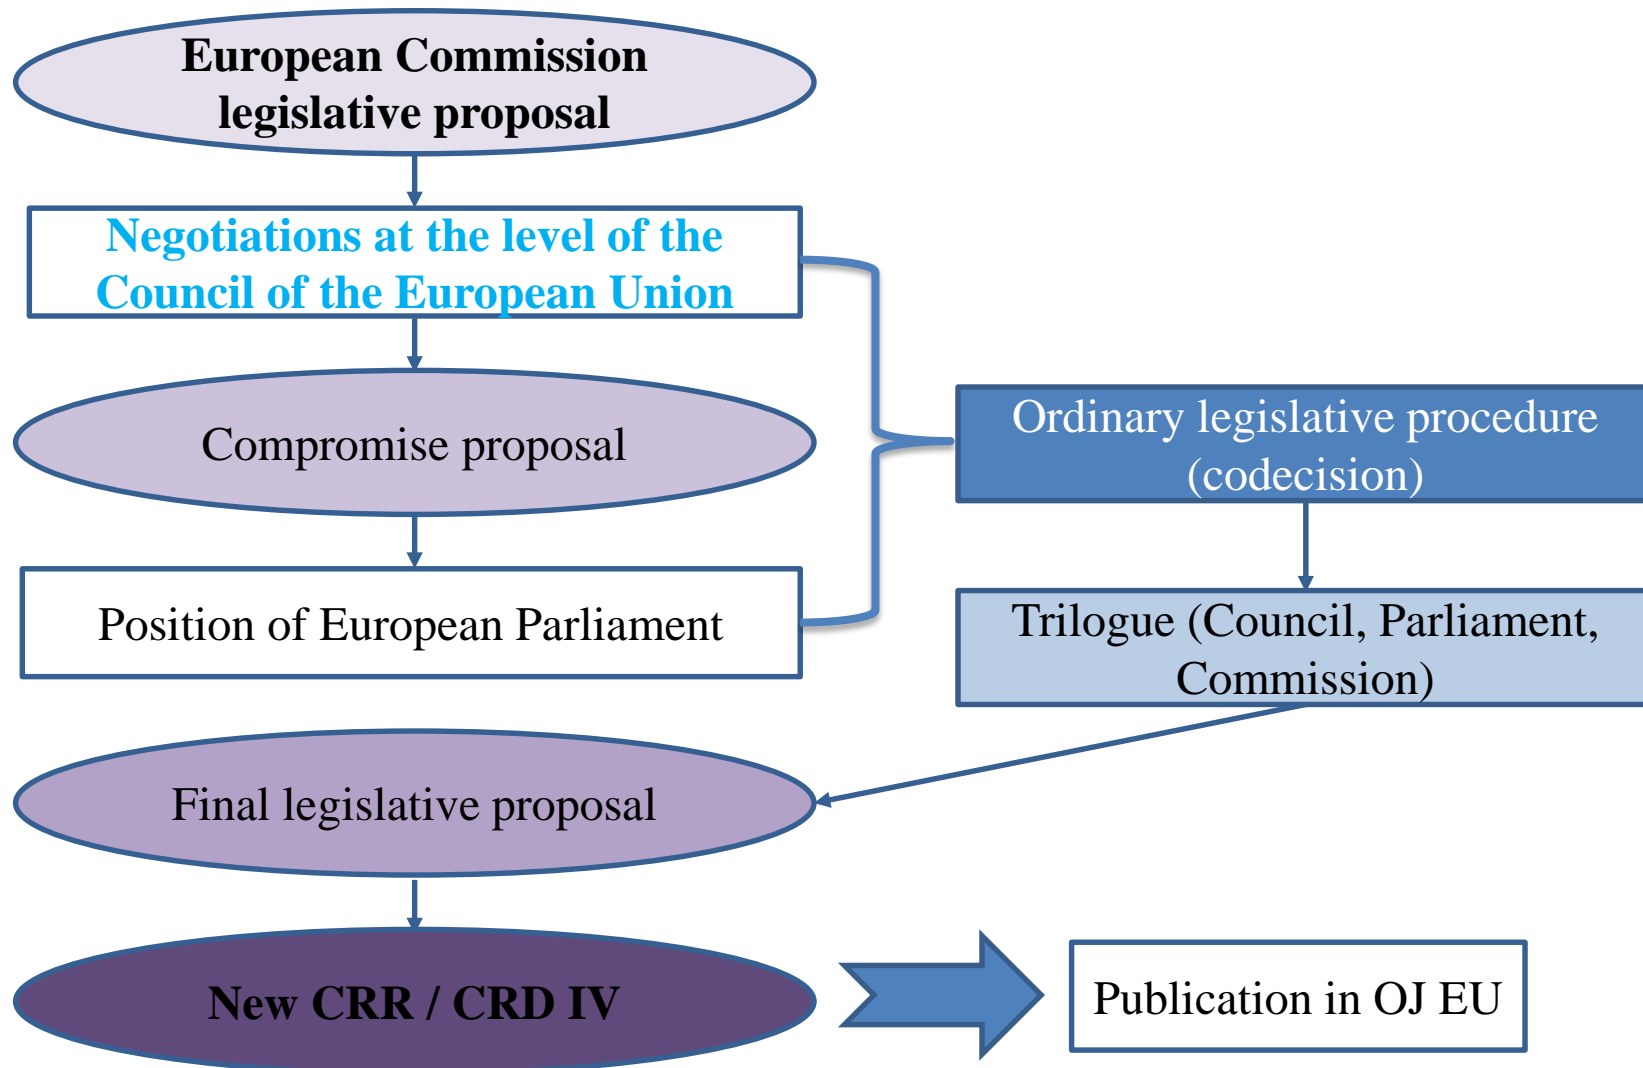 European Commission
legislative proposal
Negotiations at the level of the
Council of the European Union
Compromise proposal
Position of European Parliament
Ordinary legislative procedure
(codecision)
Trilogue (Council, Parliament,
Commission)
Final legislative proposal
New CRR / CRD IV
Publication in OJ EU